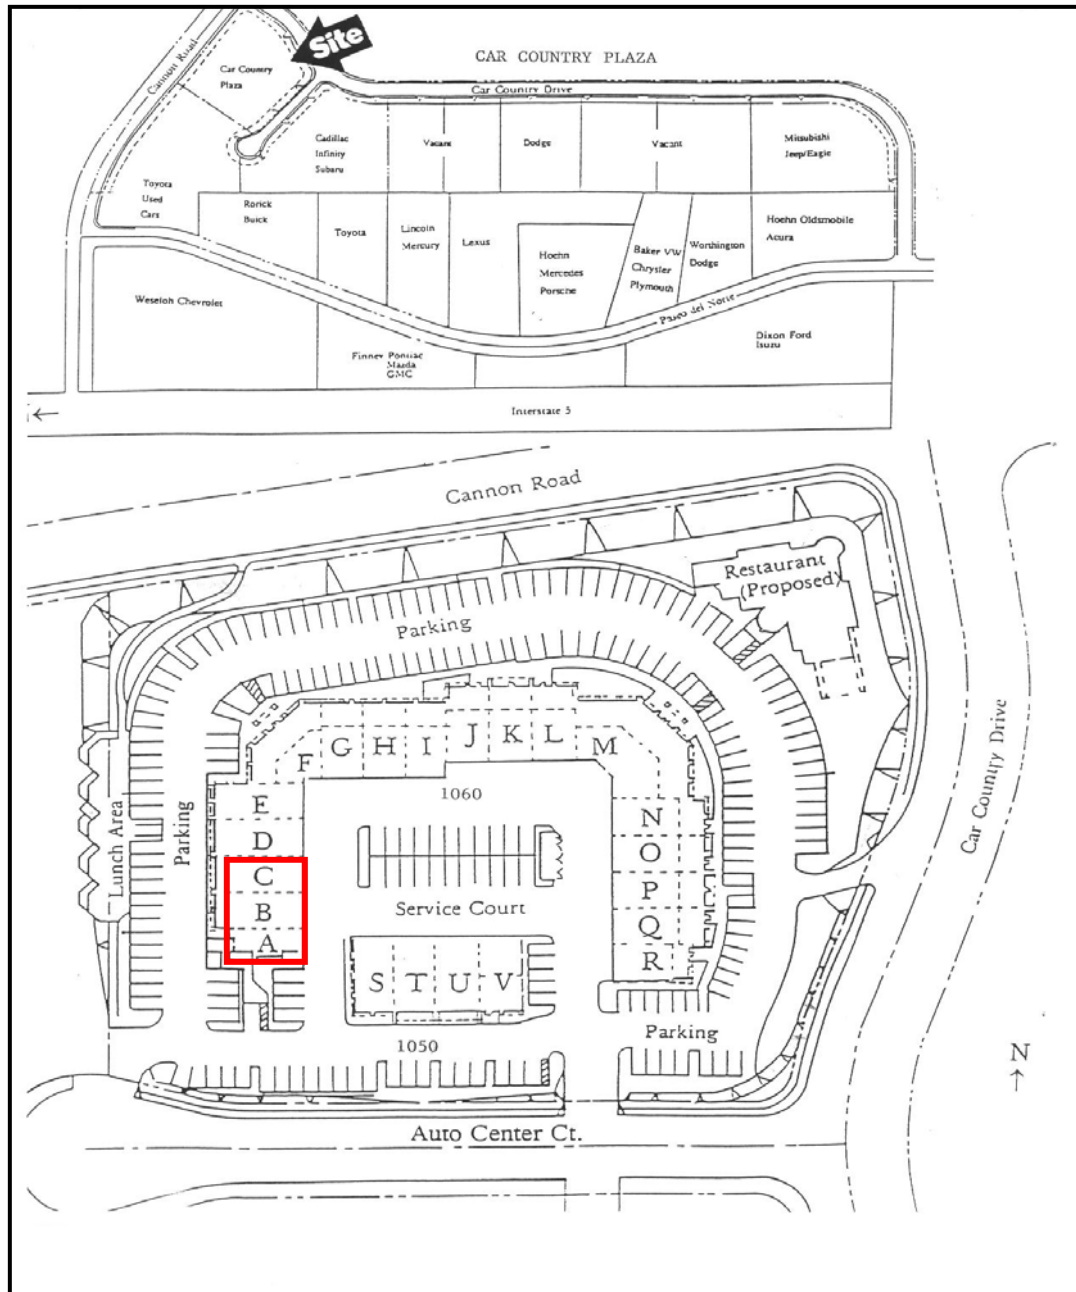 Site
CAR COUNTRY PLAZA
Cannon Road
Car Country
Plaza
Car Country Drive
Cadillac
Infinity
Subaru
Vacant
Dodge
Vacant
Mitsubishi
Jeep/Eagle
Toyota
Used
Cars
Rorick
Buick
Toyota
Lincoln
Mercury
Lexus
Hoehn
Mercedes
Porsche
Baker VW
Chrysler
Plymouth
Worthington
Dodge
Hoehn Oldsmobile
Acura
Weseloh Chevrolet
Paseo del Norte
Finney Pontiac
Mazda
GMC
Dixon Ford
Isuzu
Interstate 5
Cannon Road
Restaurant
(Proposed)
Parking
Car Country Drive
Lunch Area
Parking
F
G
H
I
J
K
L
M
1060
E
D
C
B
A
N
O
P
Q
R
Service Court
S
T
U
V
Parking
1050
N
Auto Center Ct.